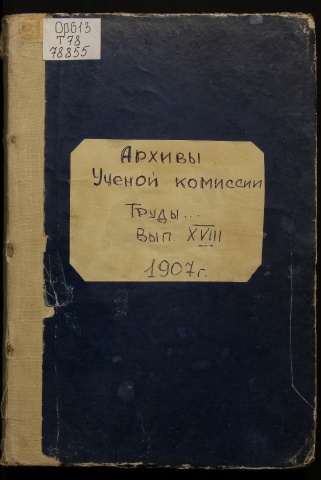 Орб13
Т78
78855
Архивы
Ученой комиссии
Труды...
Вып. XVIII
1907г.